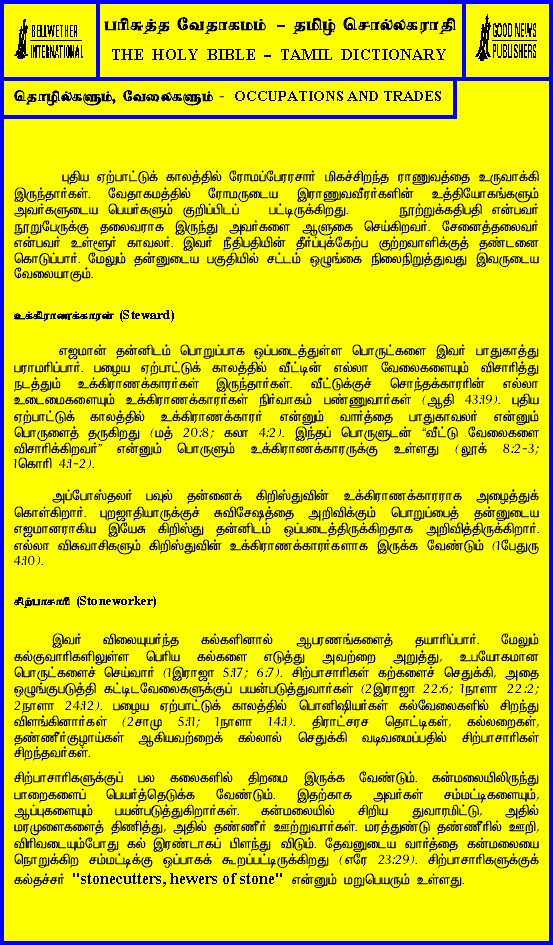 BELLWETHER
INTERNATIONAL
பரிசுத்த வேதாகமம் – தமிழ் சொல்லகராதி
THE HOLY BIBLE – TAMIL DICTIONARY
GOOD NEWS
PUBLISHERS
தொழில்களும், வேலைகளும் - OCCUPATIONS AND TRADES
புதிய ஏற்பாட்டுக் காலத்தில் ரோமப்பேரரசார் மிகச்சிறந்த ராணுவத்தை உருவாக்கி
இருந்தார்கள். வேதாகமத்தில் ரோமருடைய இராணுவவீரர்களின் உத்தியோகங்களும்
அவர்களுடைய பெயர்களும் குறிப்பிடப் பட்டிருக்கிறது. நூற்றுக்கதிபதி என்பவர்
நூறுபேருக்கு தலைவராக இருந்து அவர்களை ஆளுகை செய்கிறவர். சேனைத்தலைவர்
என்பவர் உள்ளூர் காவலர். இவர் நீதிபதியின் தீர்ப்புக்கேற்ப குற்றவாளிக்குத் தண்டனை
கொடுப்பார். மேலும் தன்னுடைய பகுதியில் சட்டம் ஒழுங்கை நிலைநிறுத்துவது இவருடைய
வேலையாகும்.
உக்கிராணக்காரன் (Steward)
எஜமான் தன்னிடம் பொறுப்பாக ஒப்படைத்துள்ள பொருட்களை இவர் பாதுகாத்து
பராமரிப்பார். பழைய ஏற்பாட்டுக் காலத்தில் வீட்டின் எல்லா வேலைகளையும் விசாரித்து
நடத்தும் உக்கிராணக்காரர்கள் இருந்தார்கள். வீட்டுக்குச் சொந்தக்காரரின் எல்லா
உடைமைகளையும் உக்கிராணக்காரர்கள் நிர்வாகம் பண்ணுவார்கள் (ஆதி 43:19). புதிய
ஏற்பாட்டுக் காலத்தில் உக்கிராணக்காரர் என்னும் வார்த்தை பாதுகாவலர் என்னும்
பொருளைத் தருகிறது (மத் 20:8; கலா 4:2). இந்தப் பொருளுடன் “வீட்டு வேலைகளை
விசாரிக்கிறவர்” என்னும் பொருளும் உக்கிராணக்காரருக்கு உள்ளது (லூக் 8:2-3;
1கொரி 4:1-2).
அப்போஸ்தலர் பவுல் தன்னைக் கிறிஸ்துவின் உக்கிராணக்காரராக அழைத்துக்
கொள்கிறார். புறஜாதியாருக்குச் சுவிசேஷத்தை அறிவிக்கும் பொறுப்பைத் தன்னுடைய
எஜமானராகிய இயேசு கிறிஸ்து தன்னிடம் ஒப்படைத்திருக்கிறதாக அறிவித்திருக்கிறார்.
எல்லா விசுவாசிகளும் கிறிஸ்துவின் உக்கிராணக்காரர்களாக இருக்க வேண்டும் (1பேதுரு
4:10).
சிற்பாசாரி (Stoneworker)
இவர் விலையுயர்ந்த கல்களினால் ஆபரணங்களைத் தயாரிப்பார். மேலும்
கல்குவாரிகளிலுள்ள பெரிய கல்களை எடுத்து அவற்றை அறுத்து, உபயோகமான
பொருட்களைச் செய்வார் (1இராஜா 5:17; 6:7). சிற்பாசாரிகள் கற்களைச் செதுக்கி, அதை
ஒழுங்குபடுத்தி கட்டிடவேலைகளுக்குப் பயன்படுத்துவார்கள் (2இராஜா 22:6; 1நாளா 22:2;
2நாளா 24:12). பழைய ஏற்பாட்டுக் காலத்தில் பொனிஷியர்கள் கல்வேலைகளில் சிறந்து
விளங்கினார்கள் (2சாமு 5:11; 1நாளா 14:1). திராட்சரச தொட்டிகள், கல்லறைகள்,
தண்ணீர்குழாய்கள் ஆகியவற்றைக் கல்லால் செதுக்கி வடிவமைப்பதில் சிற்பாசாரிகள்
சிறந்தவர்கள்.
சிற்பாசாரிகளுக்குப் பல கலைகளில் திறமை இருக்க வேண்டும். கன்மலையிலிருந்து
பாறைகளைப் பெயர்த்தெடுக்க வேண்டும். இதற்காக அவர்கள் சம்மட்டிகளையும்,
ஆப்புகளையும் பயன்படுத்துகிறார்கள். கன்மலையில் சிறிய துவாரமிட்டு, அதில்
மரமுளைகளைத் திணித்து, அதில் தண்ணீர் ஊற்றுவார்கள். மரத்துண்டு தண்ணீரில் ஊறி,
விரிவடையும்போது கல் இரண்டாகப் பிளந்து விடும். தேவனுடைய வார்த்தை கன்மலையை
நொறுக்கிற சம்மட்டிக்கு ஒப்பாகக் கூறப்பட்டிருக்கிறது (எரே 23:29). சிற்பாசாரிகளுக்குக்
கல்தச்சர் "stonecutters, hewers of stone" என்னும் மறுபெயரும் உள்ளது.